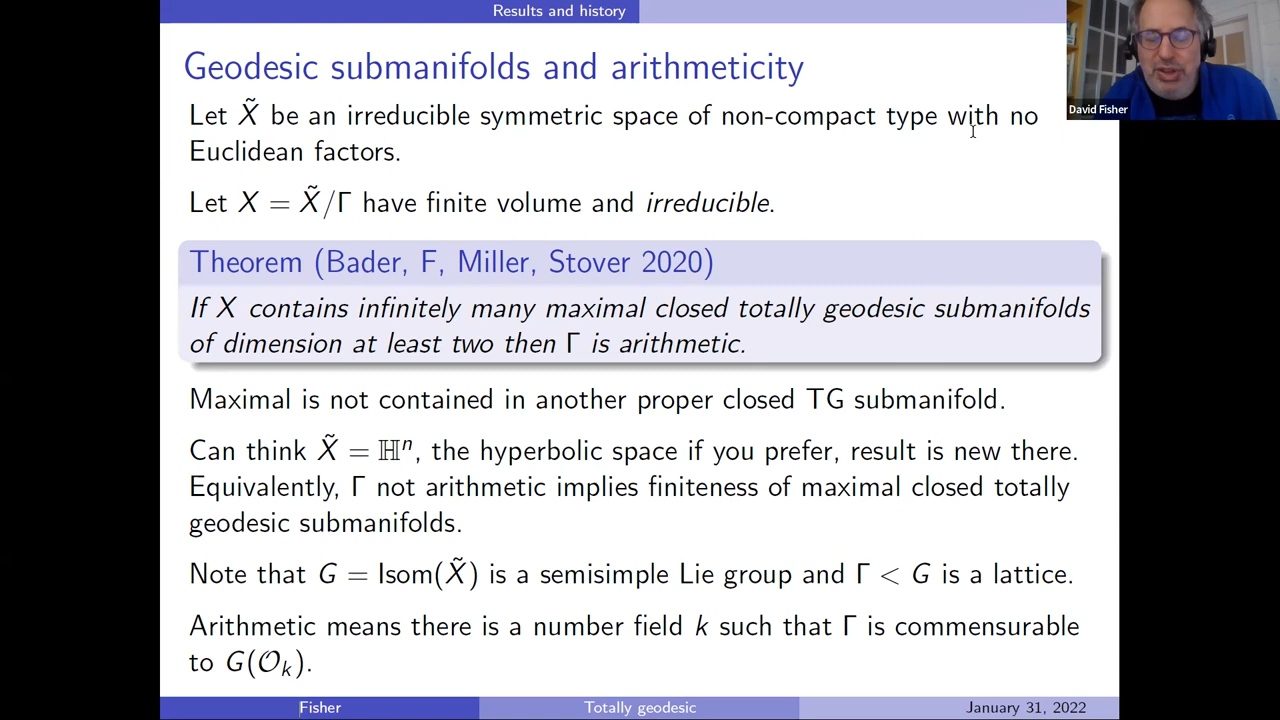 Results and history
Geodesic submanifolds and arithmeticity
David Fisher
Let X̃ be an irreducible symmetric space of non-compact type with no
Euclidean factors.
Let X = X̃/Γ have finite volume and irreducible.
Theorem (Bader, F, Miller, Stover 2020)
If X contains infinitely many maximal closed totally geodesic submanifolds
of dimension at least two then Γ is arithmetic.
Maximal is not contained in another proper closed TG submanifold.
Can think X̃ = ℍⁿ, the hyperbolic space if you prefer, result is new there.
Equivalently, Γ not arithmetic implies finiteness of maximal closed totally
geodesic submanifolds.
Note that G = Isom(X̃) is a semisimple Lie group and Γ < G is a lattice.
Arithmetic means there is a number field k such that Γ is commensurable
to G(𝒪ₖ).
Fisher
Totally geodesic
January 31, 2022